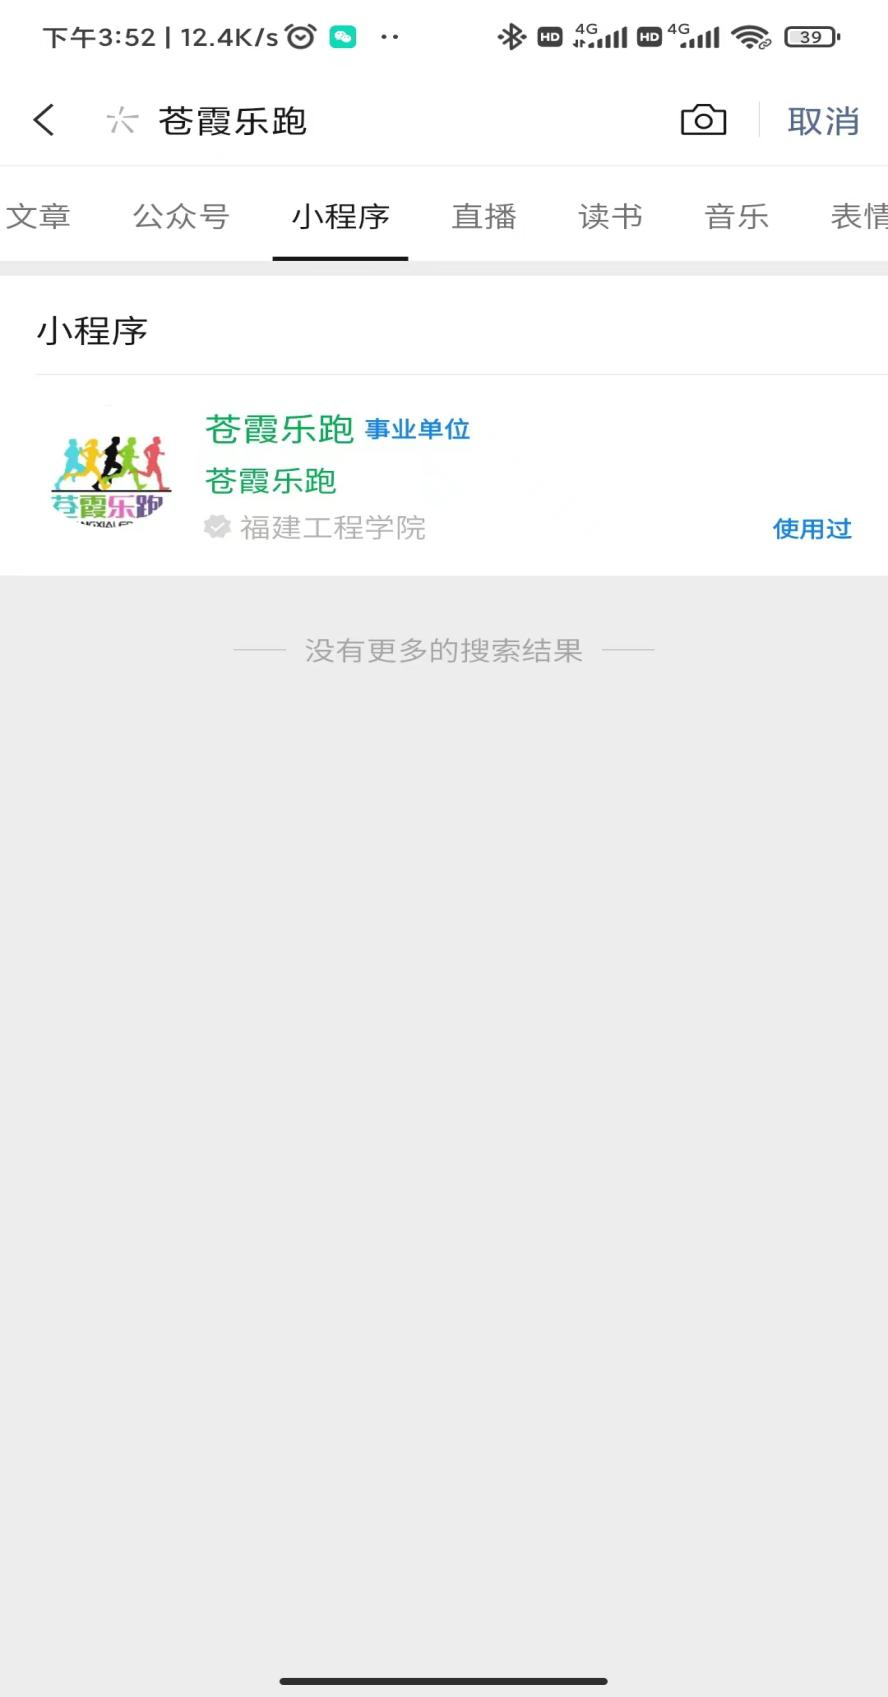 下午3:52 | 12.4K/s
HD 4G HD 4G 39
苍霞乐跑
取消
文章 公众号 小程序 直播 读书 音乐 表情
小程序
苍霞乐跑 事业单位
苍霞乐跑
福建工程学院
使用过
苍霞乐跑
没有更多的搜索结果